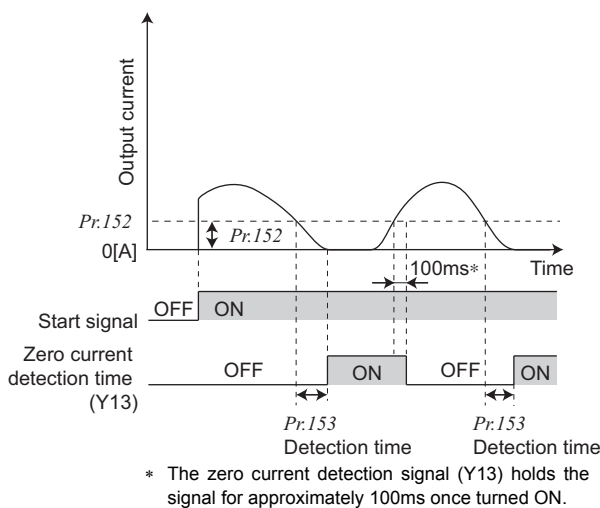 Output current
Pr.152
Pr.152
0[A]
100ms*
Time
Start signal
OFF
ON
Zero current
detection time
(Y13)
OFF
ON
OFF
ON
Pr.153
Detection time
Pr.153
Detection time
* The zero current detection signal (Y13) holds the
signal for approximately 100ms once turned ON.